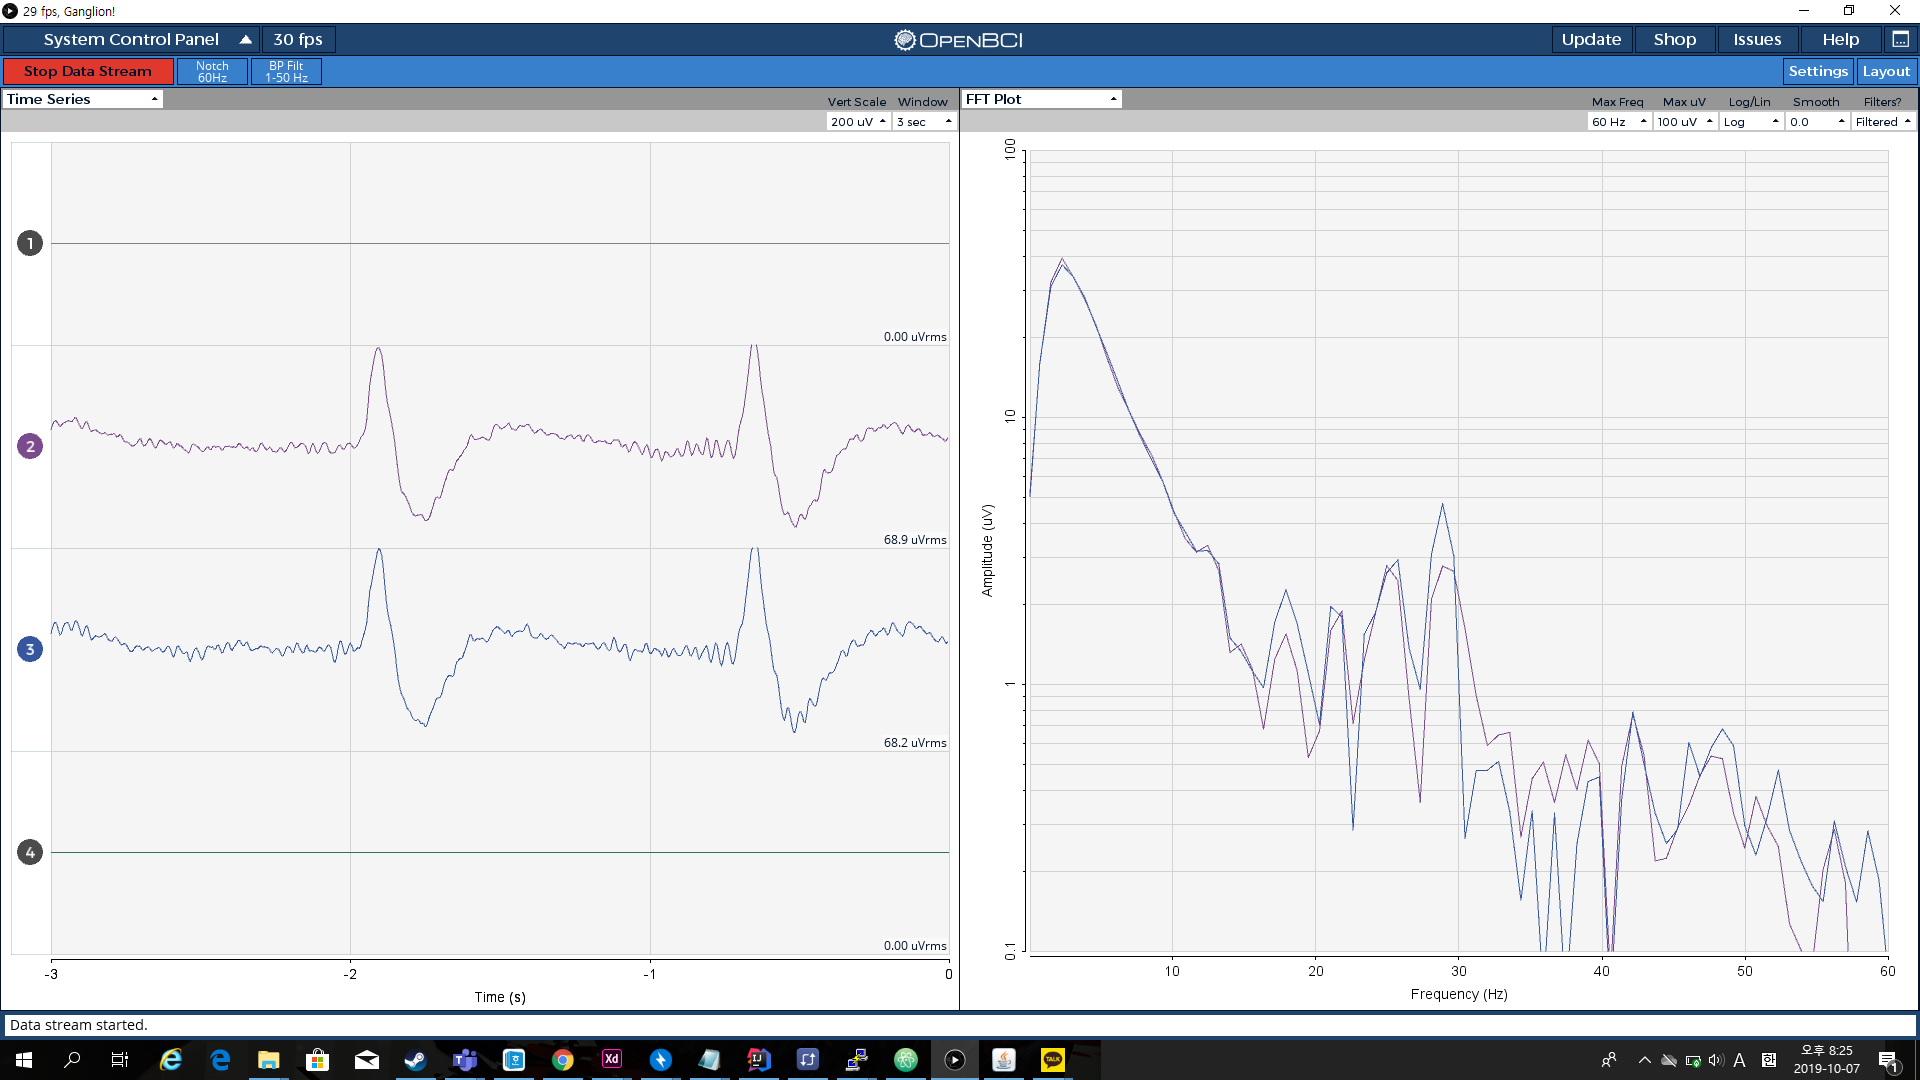 29 fps, Ganglion!
System Control Panel
30 fps
OPENBCI
Update
Shop
Issues
Help
Stop Data Stream
Notch
60Hz
BP Filt
1-50 Hz
Settings
Layout
Time Series
Vert Scale
Window
200 uV
3 sec
1
0.00 uVrms
2
68.9 uVrms
3
68.2 uVrms
4
0.00 uVrms
-3
-2
-1
0
Time (s)
FFT Plot
Max Freq
Max uV
Log/Lin
Smooth
Filters?
60 Hz
100 uV
Log
0.0
Filtered
100
10
1
0.1
Amplitude (uV)
10
20
30
40
50
60
Frequency (Hz)
Data stream started.
Xd
IJ
TALK
A
한
오후 8:25
2019-10-07
1